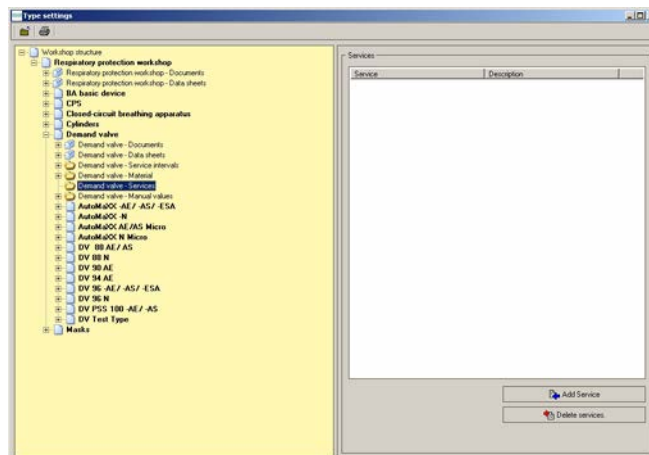 Type settings
Workshop structure
Respiratory protection workshop
Respiratory protection workshop - Documents
Respiratory protection workshop - Data sheets
BA basic device
CPS
Closed-circuit breathing apparatus
Cylinders
Demand valve
Demand valve - Documents
Demand valve - Data sheets
Demand valve - Service intervals
Demand valve - Material
Demand valve - Services
Demand valve - Manual values
AutoMaXX -AE/ -AS/ -ESA
AutoMaXX -N
AutoMaXX AE/AS Micro
AutoMaXX N Micro
DV 88 AE/ AS
DV 88 N
DV 90 AE
DV 94 AE
DV 96 -AE/ -AS/ -ESA
DV 96 N
DV PSS 100 -AE/ -AS
DV Test Type
Masks
Services
Service Description
Add Service
Delete services